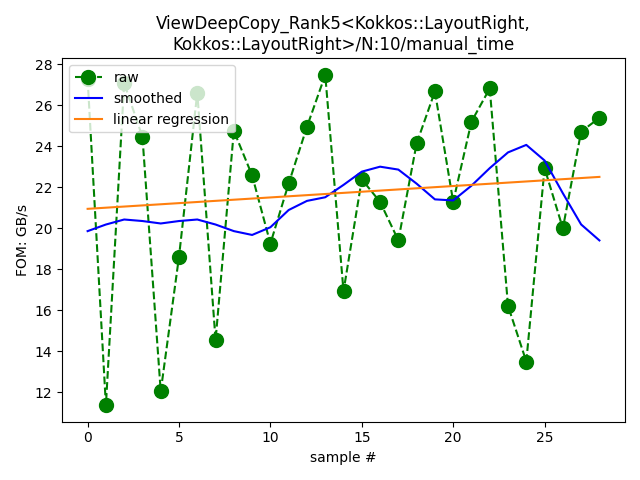 ViewDeepCopy_Rank5<Kokkos::LayoutRight,
Kokkos::LayoutRight>/N:10/manual_time
28
26
24
22
20
18
16
14
12
FOM: GB/s
raw
smoothed
linear regression
0
5
10
15
20
25
sample #